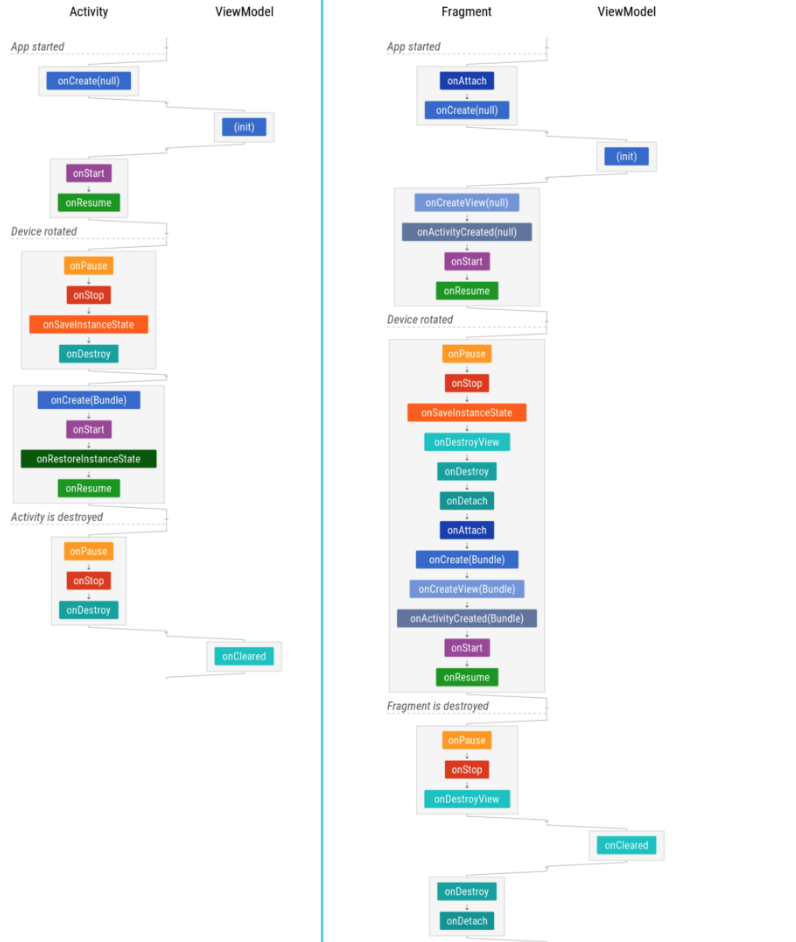 Activity
ViewModel
App started
onCreate(null)
(init)
onStart
onResume
Device rotated
onPause
onStop
onSaveInstanceState
onDestroy
onCreate(Bundle)
onStart
onRestoreInstanceState
onResume
Activity is destroyed
onPause
onStop
onDestroy
onCleared
Fragment
ViewModel
App started
onAttach
onCreate(null)
(init)
onCreateView(null)
onActivityCreated(null)
onStart
onResume
Device rotated
onPause
onStop
onSaveInstanceState
onDestroyView
onDestroy
onDetach
onAttach
onCreate(Bundle)
onCreateView(Bundle)
onActivityCreated(Bundle)
onStart
onResume
Fragment is destroyed
onPause
onStop
onDestroyView
onCleared
onDestroy
onDetach